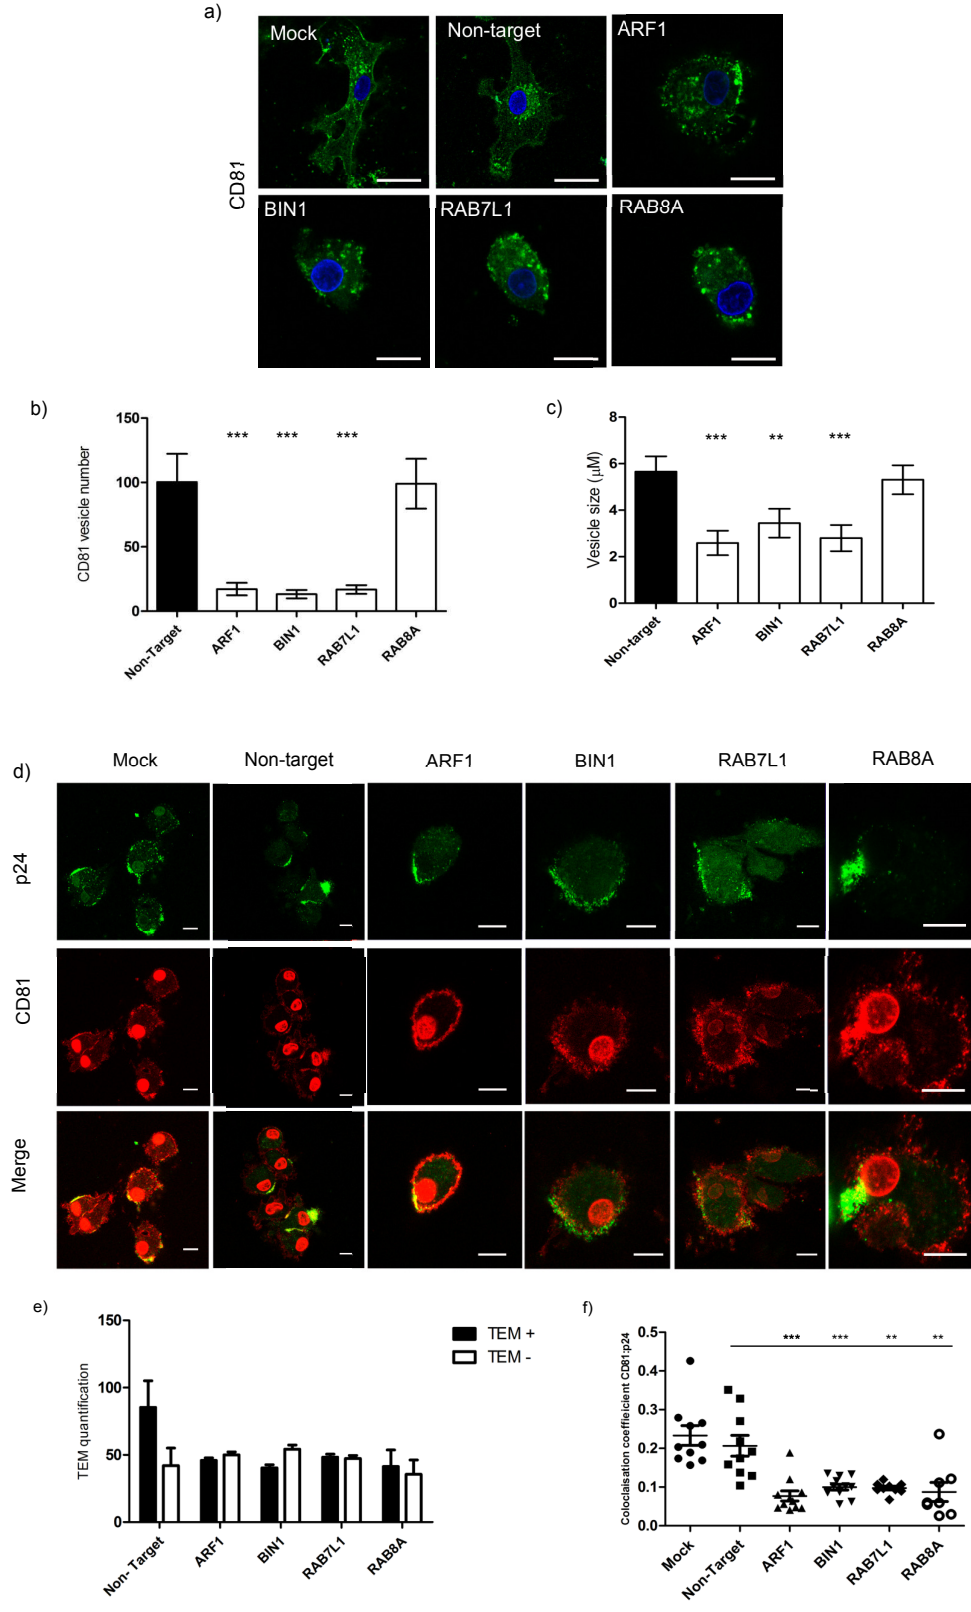 a)
Mock
Non-target
ARF1
CD81
BIN1
RAB7L1
RAB8A
b)
CD81 vesicle number
150
100
50
0
***
***
***
Non-Target
ARF1
BIN1
RAB7L1
RAB8A
c)
Vesicle size (μM)
8
6
4
2
0
***
**
***
Non-target
ARF1
BIN1
RAB7L1
RAB8A
d)
Mock
Non-target
ARF1
BIN1
RAB7L1
RAB8A
p24
CD81
Merge
e)
TEM quantification
150
100
50
0
TEM +
TEM -
Non- Target
ARF1
BIN1
RAB7L1
RAB8A
f)
Coloclaisation coeffieicient CD81:p24
0.5
0.4
0.3
0.2
0.1
0.0
***
***
**
**
Mock
Non-Target
ARF1
BIN1
RAB7L1
RAB8A